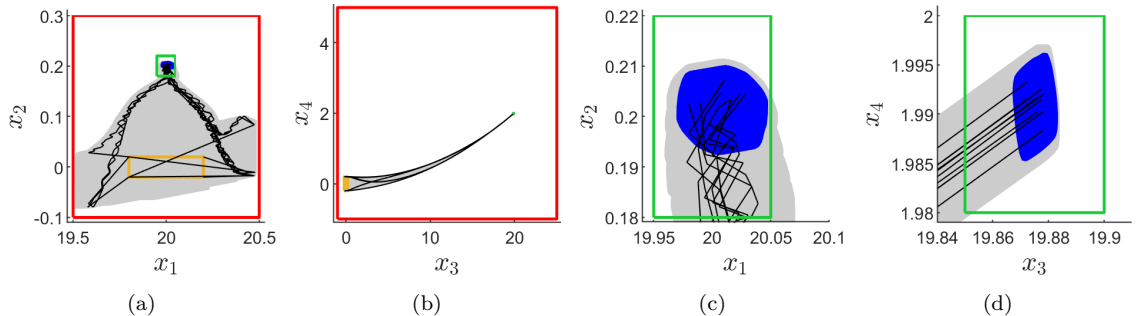 0.3
0.2
0.1
0
-0.1
19.5
20
20.5
x₂
x₁
(a)
4
2
0
0
10
20
x₄
x₃
(b)
0.22
0.21
0.2
0.19
0.18
19.95
20
20.05
20.1
x₂
x₁
(c)
2
1.995
1.99
1.985
1.98
19.84
19.86
19.88
19.9
x₄
x₃
(d)